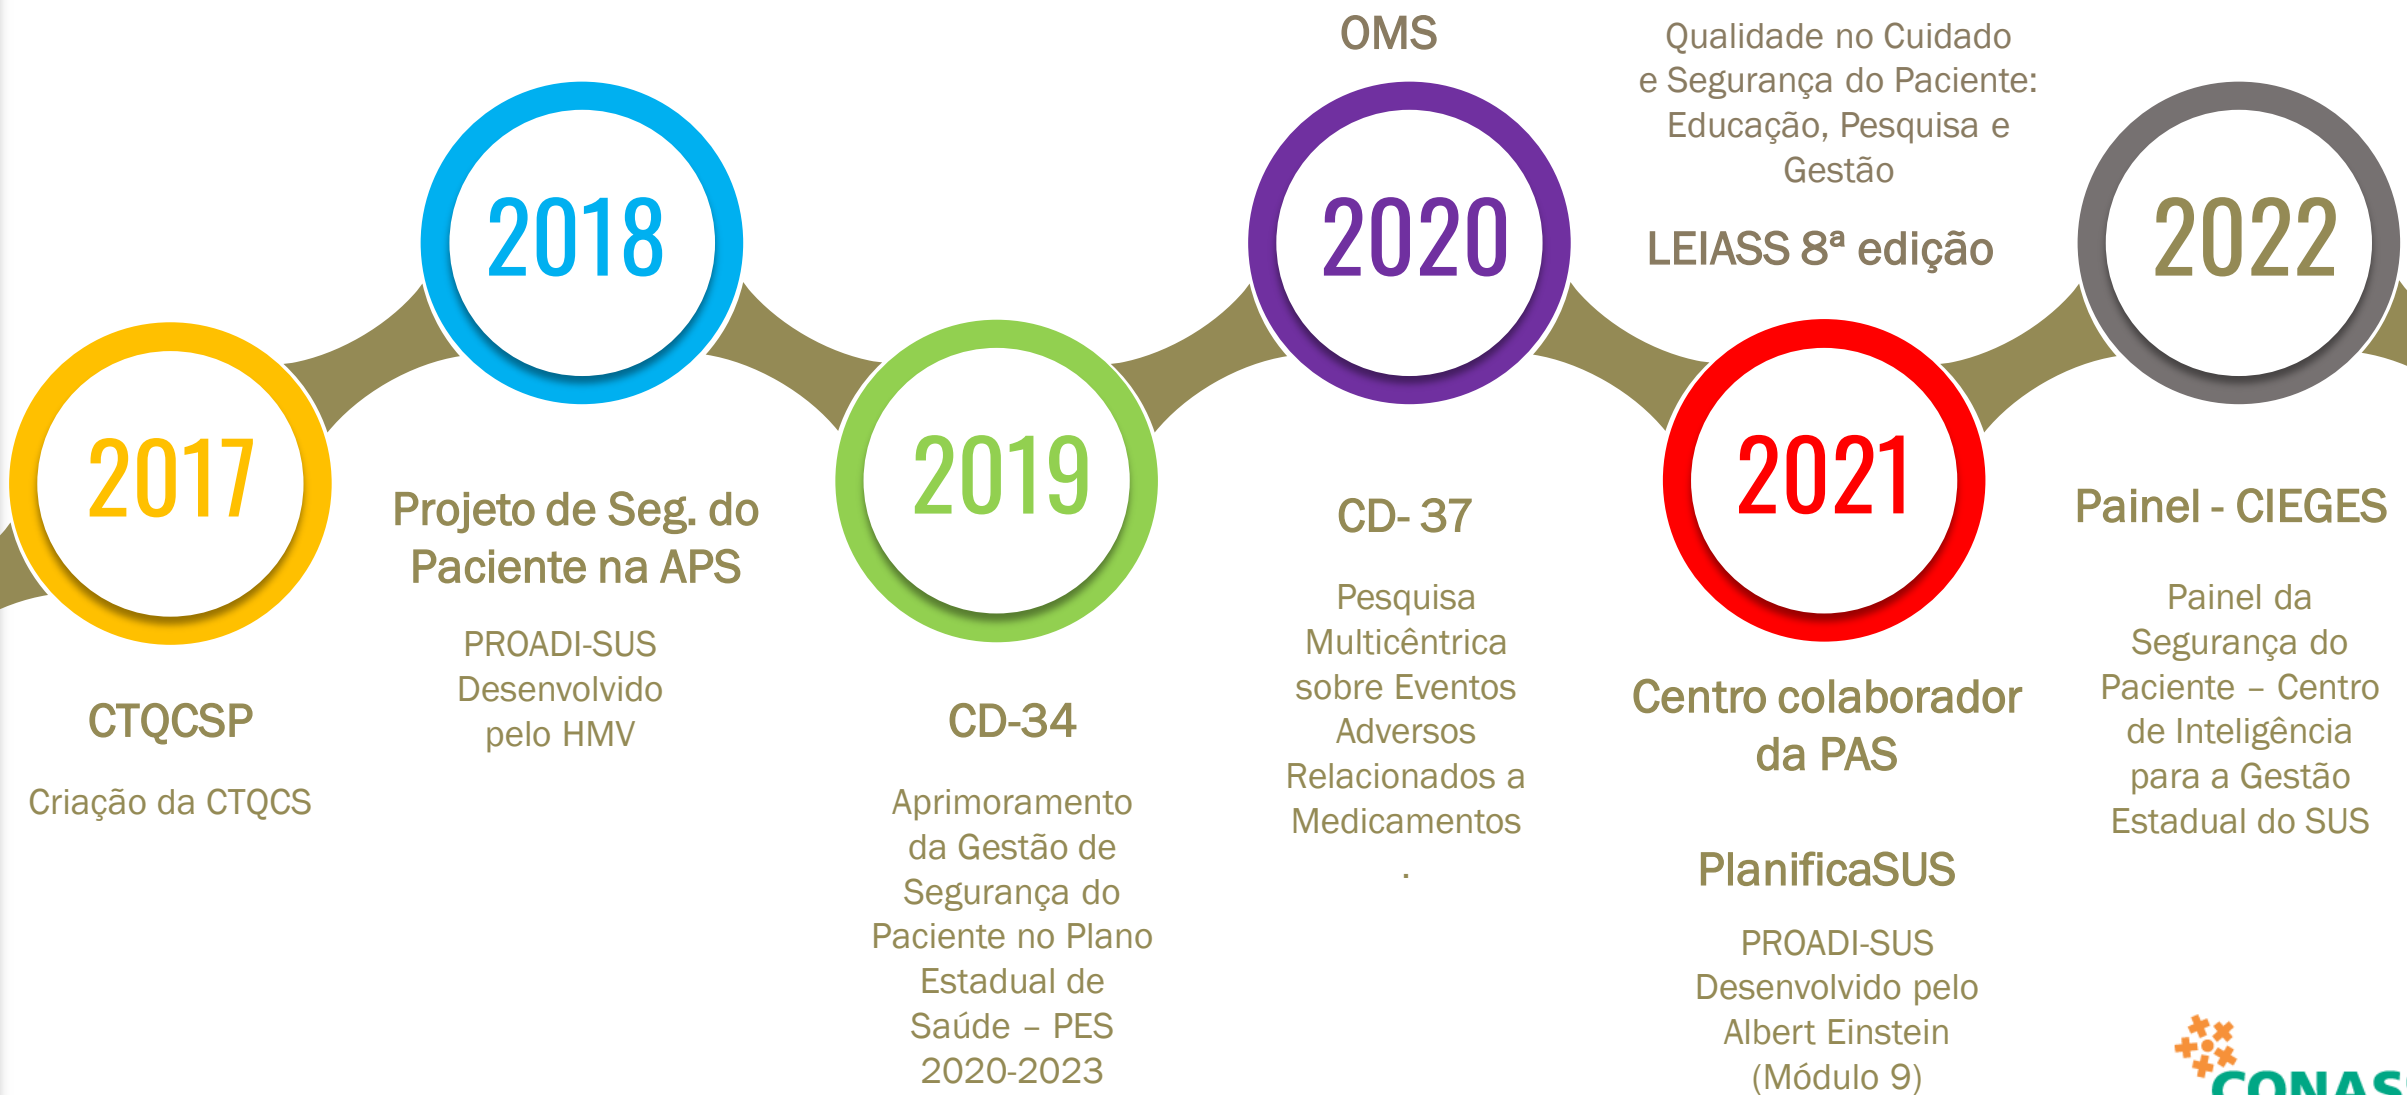 2017
CTQCSP
Criação da CTQCS
2018
Projeto de Seg. do
Paciente na APS
PROADI-SUS
Desenvolvido
pelo HMV
2019
CD-34
Aprimoramento
da Gestão de
Segurança do
Paciente no Plano
Estadual de
Saúde – PES
2020-2023
OMS
2020
CD- 37
Pesquisa
Multicêntrica
sobre Eventos
Adversos
Relacionados a
Medicamentos
.
Qualidade no Cuidado
e Segurança do Paciente:
Educação, Pesquisa e
Gestão
LEIASS 8ª edição
2021
Centro colaborador
da PAS
PlanificaSUS
PROADI-SUS
Desenvolvido pelo
Albert Einstein
(Módulo 9)
2022
Painel - CIEGES
Painel da
Segurança do
Paciente – Centro
de Inteligência
para a Gestão
Estadual do SUS
CONAS